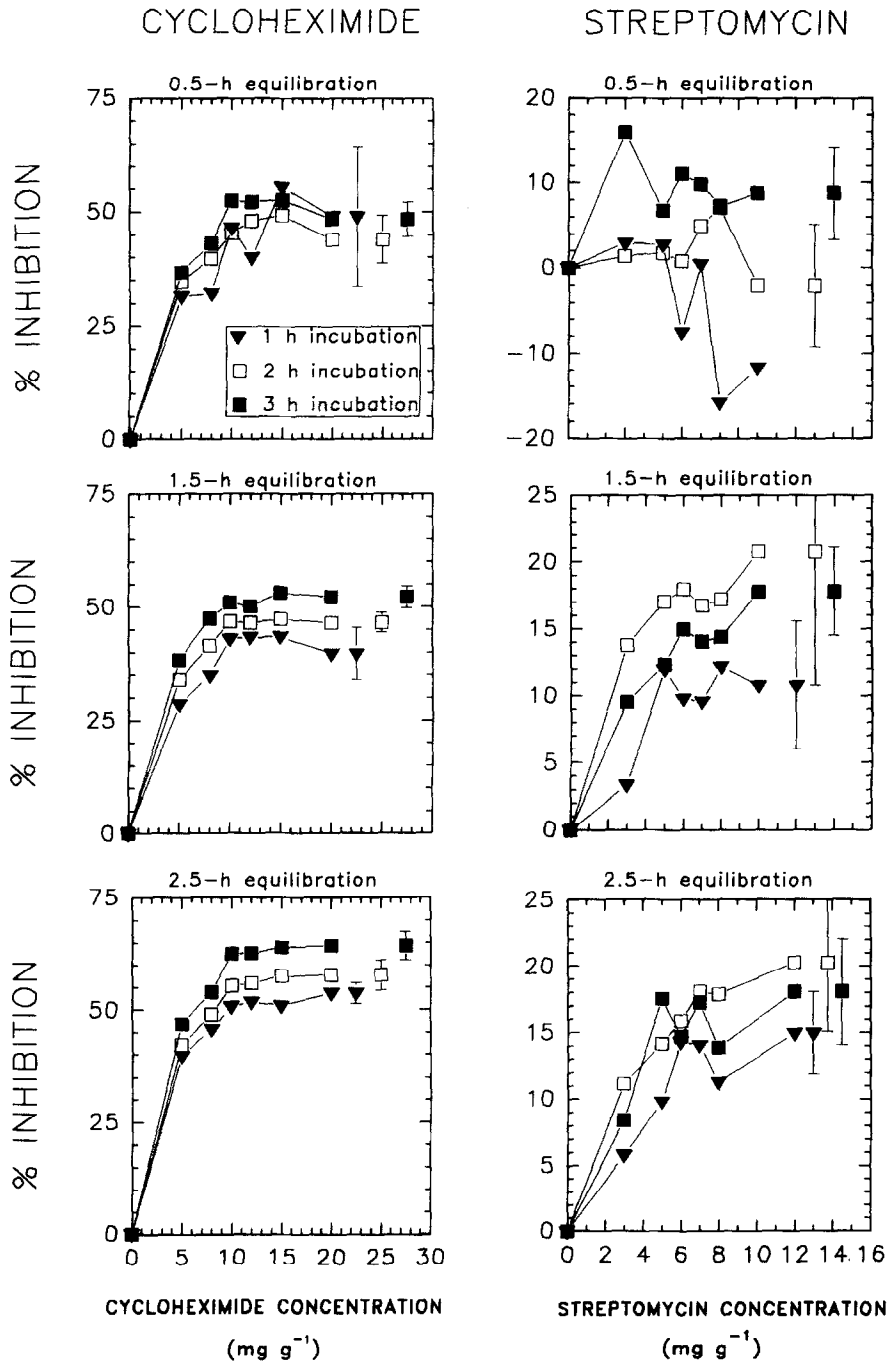 CYCLOHEXIMIDE
STREPTOMYCIN
0.5-h equilibration
75
50
25
0
% INHIBITION
1 h incubation
2 h incubation
3 h incubation
0.5-h equilibration
20
10
0
-10
-20
1.5-h equilibration
75
50
25
0
% INHIBITION
1.5-h equilibration
25
20
15
10
5
0
2.5-h equilibration
75
50
25
0
% INHIBITION
0 5 10 15 20 25 30
CYCLOHEXIMIDE CONCENTRATION
(mg g⁻¹)
2.5-h equilibration
25
20
15
10
5
0
0 2 4 6 8 10 12 14 16
STREPTOMYCIN CONCENTRATION
(mg g⁻¹)